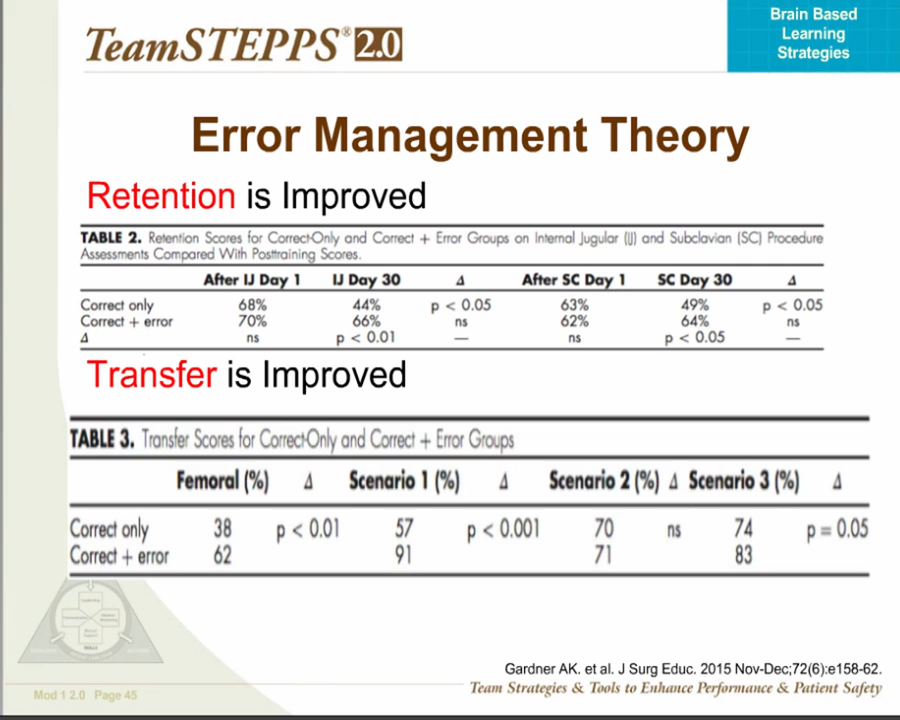 TeamSTEPPS® 2.0
Brain Based
Learning
Strategies
Error Management Theory
Retention is Improved
TABLE 2. Retention Scores for Correct-Only and Correct + Error Groups on Internal Jugular (IJ) and Subclavian (SC) Procedure
Assessments Compared With Posttraining Scores.
After IJ Day 1 IJ Day 30 Δ After SC Day 1 SC Day 30 Δ
Correct only 68% 44% p < 0.05 63% 49% p < 0.05
Correct + error 70% 66% ns 62% 64% ns
Δ ns p < 0.01 — ns p < 0.05 —
Transfer is Improved
TABLE 3. Transfer Scores for Correct-Only and Correct + Error Groups
Femoral (%) Δ Scenario 1 (%) Δ Scenario 2 (%) Δ Scenario 3 (%) Δ
Correct only 38 p < 0.01 57 p < 0.001 70 ns 74 p = 0.05
Correct + error 62 91 71 83
Gardner AK. et al. J Surg Educ. 2015 Nov-Dec;72(6):e158-62.
Mod 1 2.0 Page 45
Team Strategies & Tools to Enhance Performance & Patient Safety